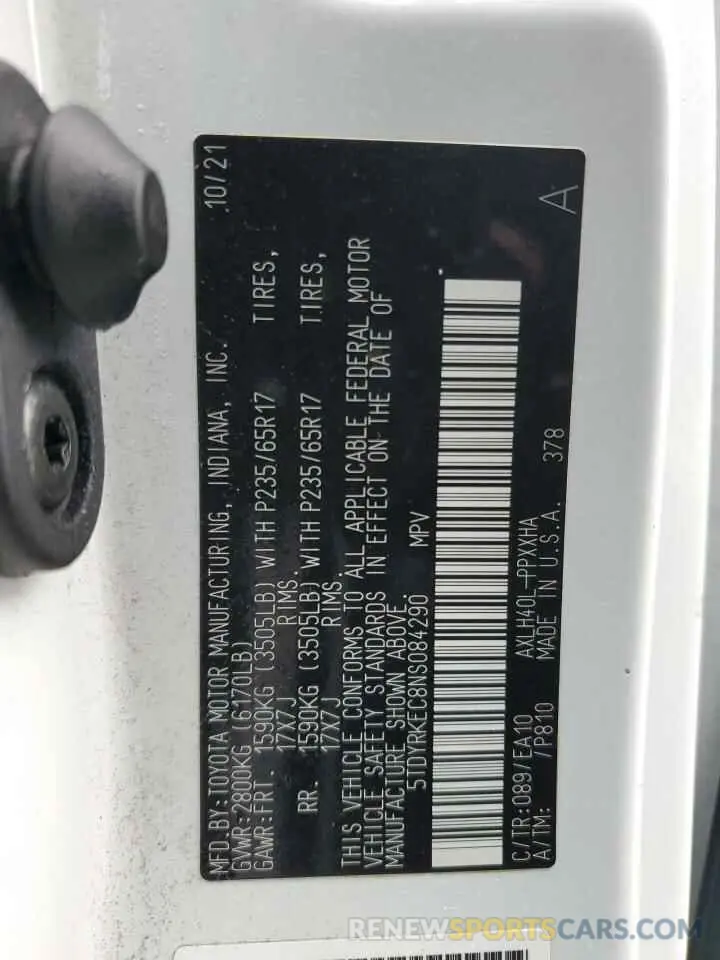 MFD.BY:TOYOTA MOTOR MANUFACTURING, INDIANA, INC. 10/21
GVWR:2800KG (6170LB)
GAWR:FRT. 1590KG (3505LB) WITH P235/65R17 TIRES,
17X7J RIMS.
RR. 1590KG (3505LB) WITH P235/65R17 TIRES,
17X7J RIMS.
THIS VEHICLE CONFORMS TO ALL APPLICABLE FEDERAL MOTOR
VEHICLE SAFETY STANDARDS IN EFFECT ON THE DATE OF
MANUFACTURE SHOWN ABOVE.
5TDYRKEC8NS084290 MPV
C/TR:089/EA10 AXLH40L-PPXXHA
A/TM: /P810 MADE IN U.S.A. 378 A
RENEWSPORTSCARS.COM